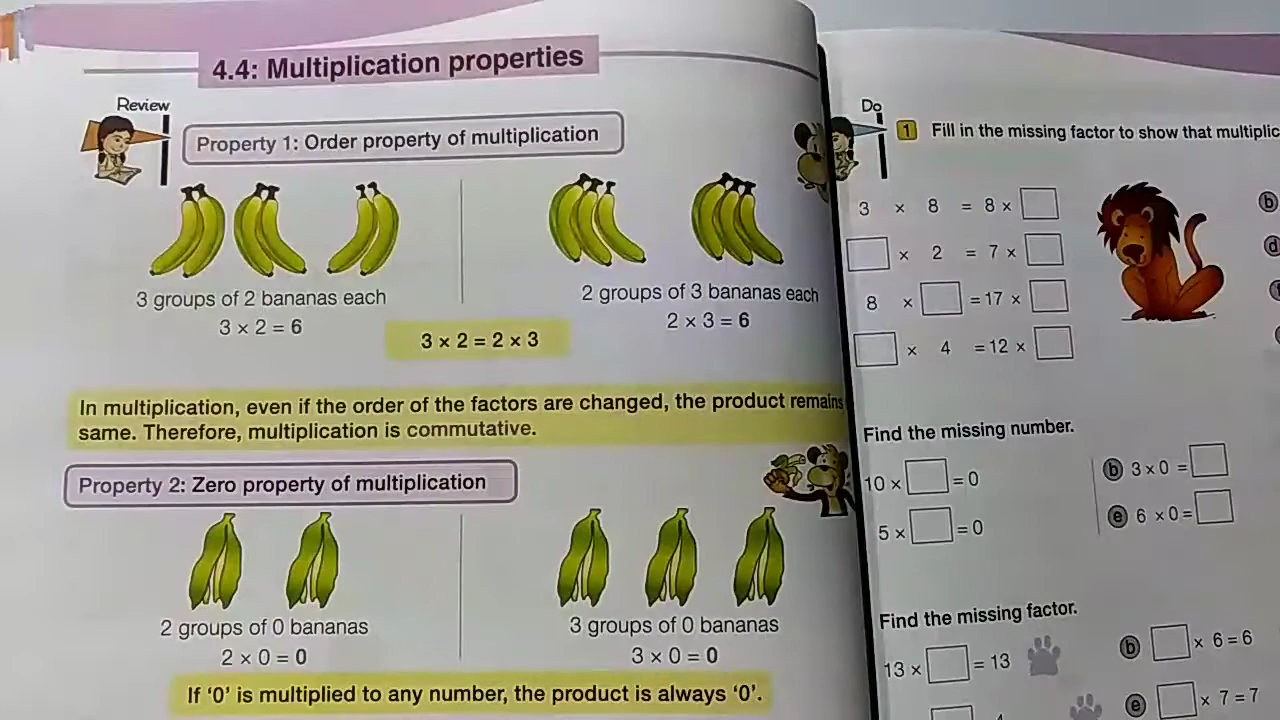 4.4: Multiplication properties
Review
Property 1: Order property of multiplication
3 groups of 2 bananas each
3 × 2 = 6
2 groups of 3 bananas each
2 × 3 = 6
3 × 2 = 2 × 3
In multiplication, even if the order of the factors are changed, the product remains
same. Therefore, multiplication is commutative.
Property 2: Zero property of multiplication
2 groups of 0 bananas
2 × 0 = 0
3 groups of 0 bananas
3 × 0 = 0
If ‘0’ is multiplied to any number, the product is always ‘0’.
Do
1 Fill in the missing factor to show that
3 × 8 = 8 × □
b
□ × 2 = 7 × □
d
8 × □ = 17 × □
□ × 4 = 12 × □
Find the missing number.
10 × □ = 0
b 3 × 0 = □
5 × □ = 0
e 6 × 0 = □
Find the missing factor.
13 × □ = 13
b □ × 6 = 6
e □ × 7 = 7